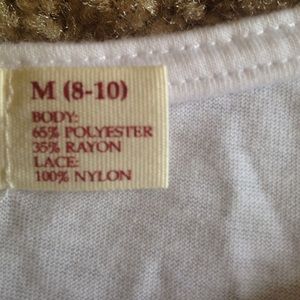 M (8-10)
BODY:
65% POLYESTER
35% RAYON
LACE:
100% NYLON